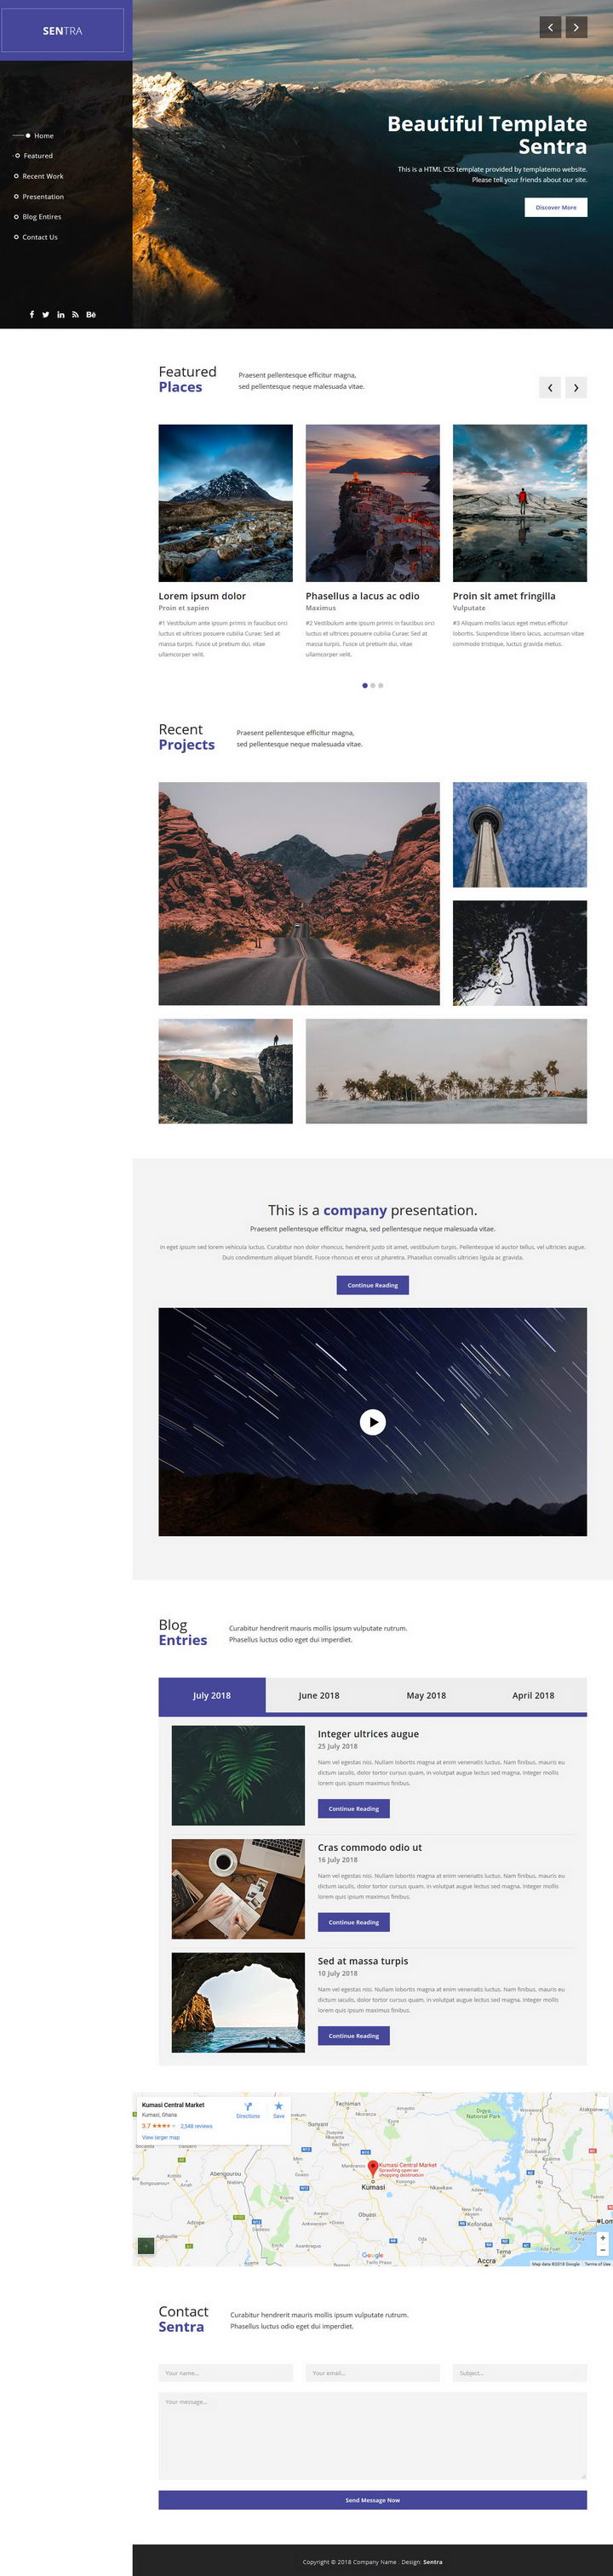 SENTRA
Home
Featured
Recent Work
Presentation
Blog Entires
Contact Us
Beautiful Template
Sentra
This is a HTML CSS template provided by templatemo website.
Please tell your friends about our site.
Discover More
Featured
Places
Praesent pellentesque efficitur magna,
sed pellentesque neque malesuada vitae.
Lorem ipsum dolor
Proin et sapien
#1 Vestibulum ante ipsum primis in faucibus orci
luctus et ultrices posuere cubilia Curae; Sed at
massa turpis. Fusce ut pretium dui, vitae
ullamcorper velit.
Phasellus a lacus ac odio
Maximus
#2 Vestibulum ante ipsum primis in faucibus orci
luctus et ultrices posuere cubilia Curae; Sed at
massa turpis. Fusce ut pretium dui, vitae
ullamcorper velit.
Proin sit amet fringilla
Vulputate
#3 Aliquam mollis lacus eget metus efficitur
lobortis. Suspendisse libero lacus, accumsan vitae
commodo tristique, luctus gravida metus.
Recent
Projects
Praesent pellentesque efficitur magna,
sed pellentesque neque malesuada vitae.
This is a company presentation.
Praesent pellentesque efficitur magna, sed pellentesque neque malesuada vitae.
In eget ipsum sed lorem vehicula luctus. Curabitur non dolor rhoncus, hendrerit justo sit amet, vestibulum turpis. Pellentesque id auctor tellus, vel ultricies augue.
Duis condimentum aliquet blandit. Fusce rhoncus et eros ut pharetra. Phasellus convallis ultricies ligula ac gravida.
Continue Reading
Blog
Entries
Curabitur hendrerit mauris mollis ipsum vulputate rutrum.
Phasellus luctus odio eget dui imperdiet.
July 2018
June 2018
May 2018
April 2018
Integer ultrices augue
25 July 2018
Nam vel egestas nisi. Nullam lobortis magna at enim venenatis luctus. Nam finibus, mauris eu
dictum iaculis, dolor tortor cursus quam, in volutpat augue lectus sed magna. Integer mollis
lorem quis ipsum maximus finibus.
Continue Reading
Cras commodo odio ut
16 July 2018
Nam vel egestas nisi. Nullam lobortis magna at enim venenatis luctus. Nam finibus, mauris eu
dictum iaculis, dolor tortor cursus quam, in volutpat augue lectus sed magna. Integer mollis
lorem quis ipsum maximus finibus.
Continue Reading
Sed at massa turpis
10 July 2018
Nam vel egestas nisi. Nullam lobortis magna at enim venenatis luctus. Nam finibus, mauris eu
dictum iaculis, dolor tortor cursus quam, in volutpat augue lectus sed magna. Integer mollis
lorem quis ipsum maximus finibus.
Continue Reading
Kumasi Central Market
Kumasi, Ghana
3.7
2,548 reviews
View larger map
Directions
Save
Techiman
Nkoranza
Sunyani
Digya
National Park
Kumasi Central Market
Sprawling open-air
shopping destination
Kumasi
Abengourou
Obuasi
Koforidua
Tema
Accra
Google
Map data ©2018 Google
Terms of Use
Contact
Sentra
Curabitur hendrerit mauris mollis ipsum vulputate rutrum.
Phasellus luctus odio eget dui imperdiet.
Your name...
Your email...
Subject...
Your message...
Send Message Now
Copyright © 2018 Company Name . Design: Sentra